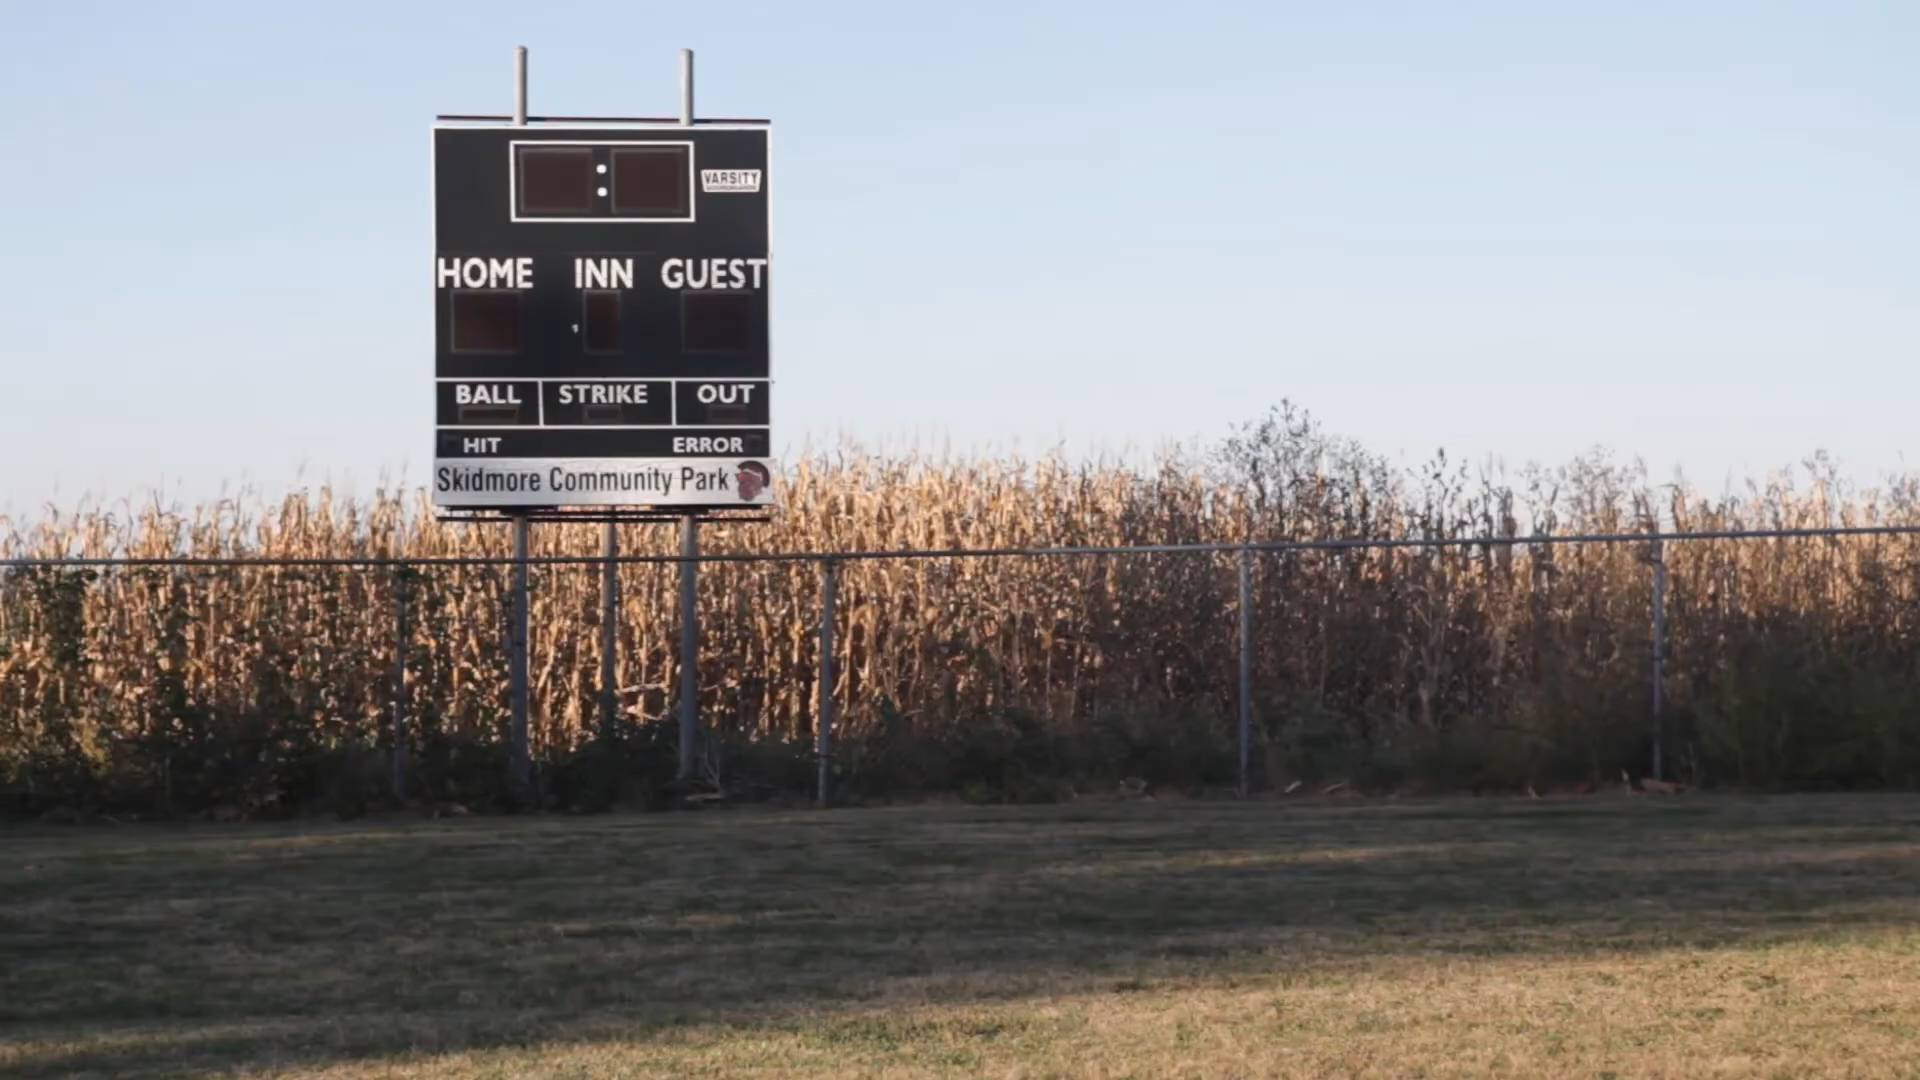 :
VARSITY
HOME INN GUEST
BALL STRIKE OUT
HIT ERROR
Skidmore Community Park